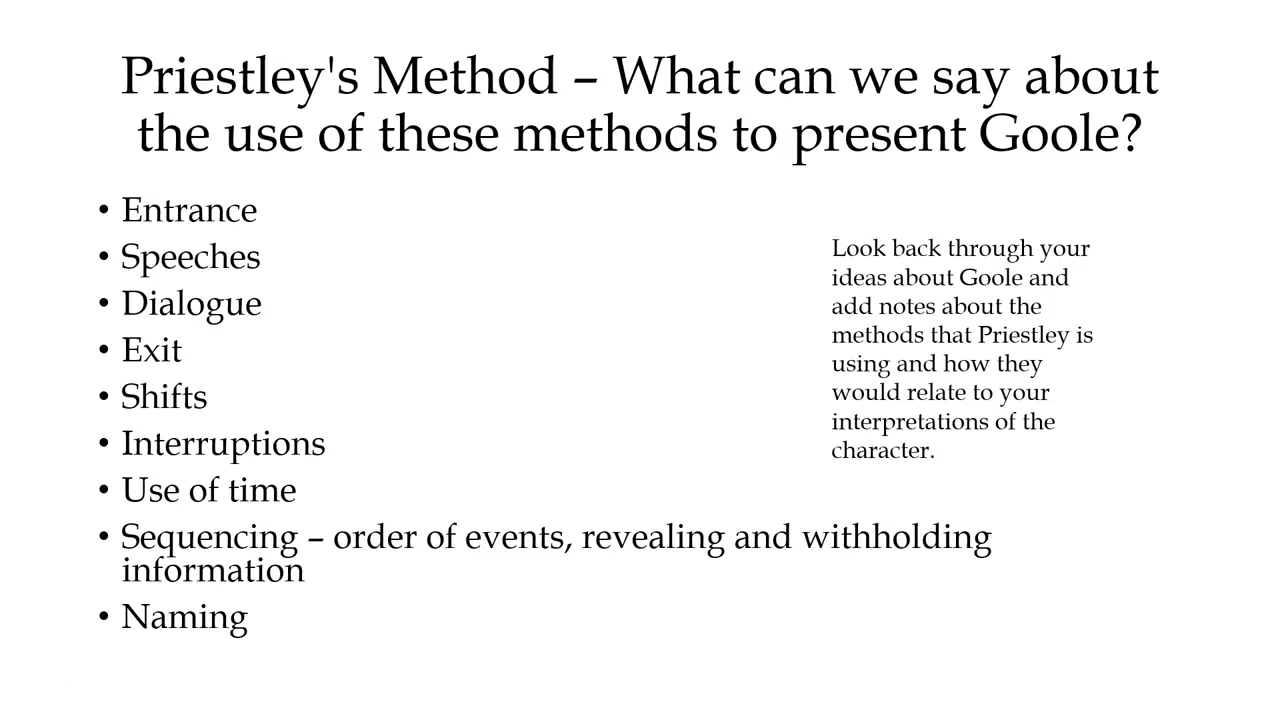 Priestley's Method – What can we say about
the use of these methods to present Goole?
• Entrance
• Speeches
• Dialogue
• Exit
• Shifts
• Interruptions
• Use of time
• Sequencing – order of events, revealing and withholding
information
• Naming
Look back through your
ideas about Goole and
add notes about the
methods that Priestley is
using and how they
would relate to your
interpretations of the
character.